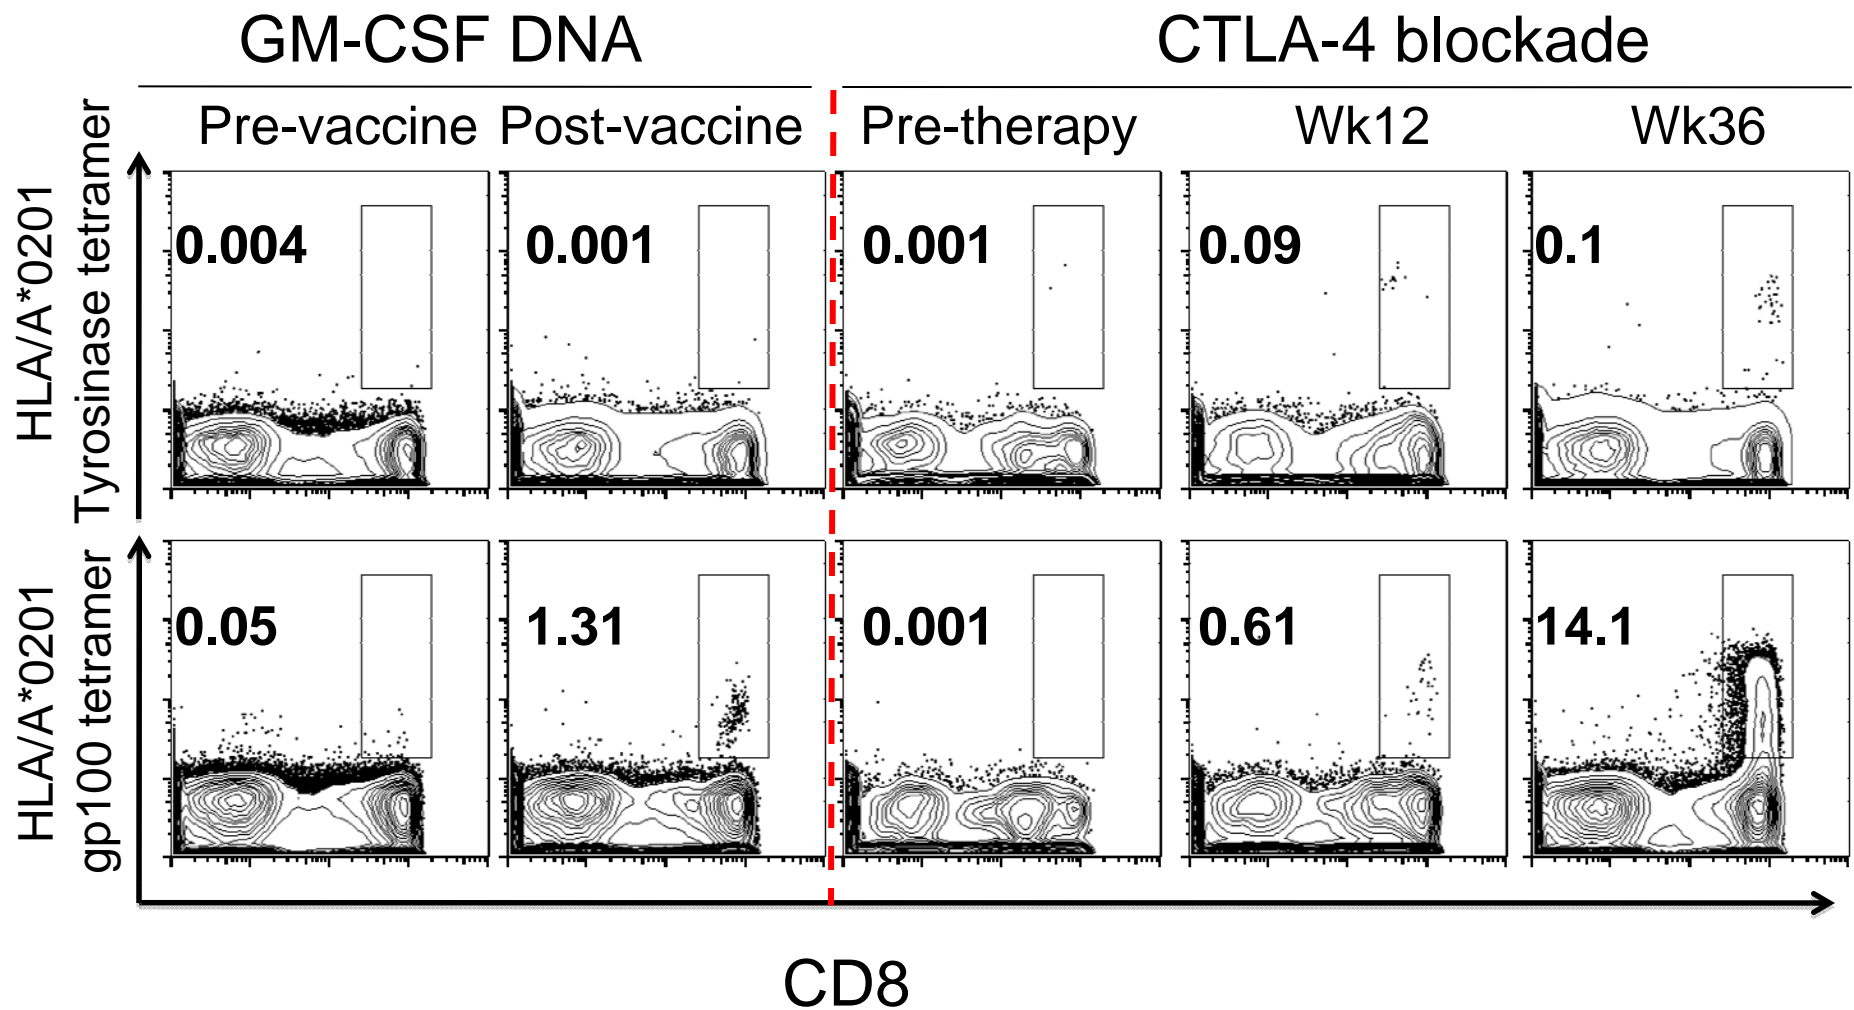 GM-CSF DNA
CTLA-4 blockade
Pre-vaccine
Post-vaccine
Pre-therapy
Wk12
Wk36
HLA/A*0201
Tyrosinase tetramer
0.004
0.001
0.001
0.09
0.1
HLA/A*0201
gp100 tetramer
0.05
1.31
0.001
0.61
14.1
CD8